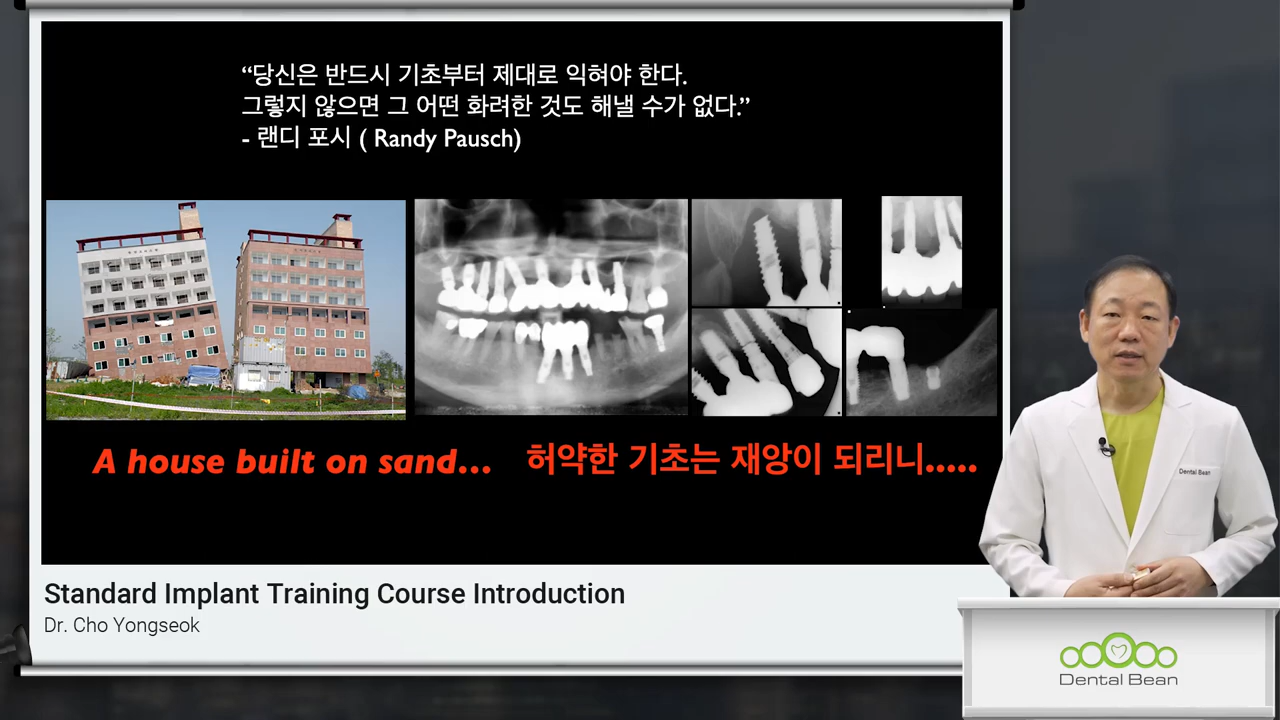 “당신은 반드시 기초부터 제대로 익혀야 한다.
그렇지 않으면 그 어떤 화려한 것도 해낼 수가 없다.”
- 랜디 포시 ( Randy Pausch)
A house built on sand...
허약한 기초는 재앙이 되리니.....
Standard Implant Training Course Introduction
Dr. Cho Yongseok
Dental Bean
Dental Bean